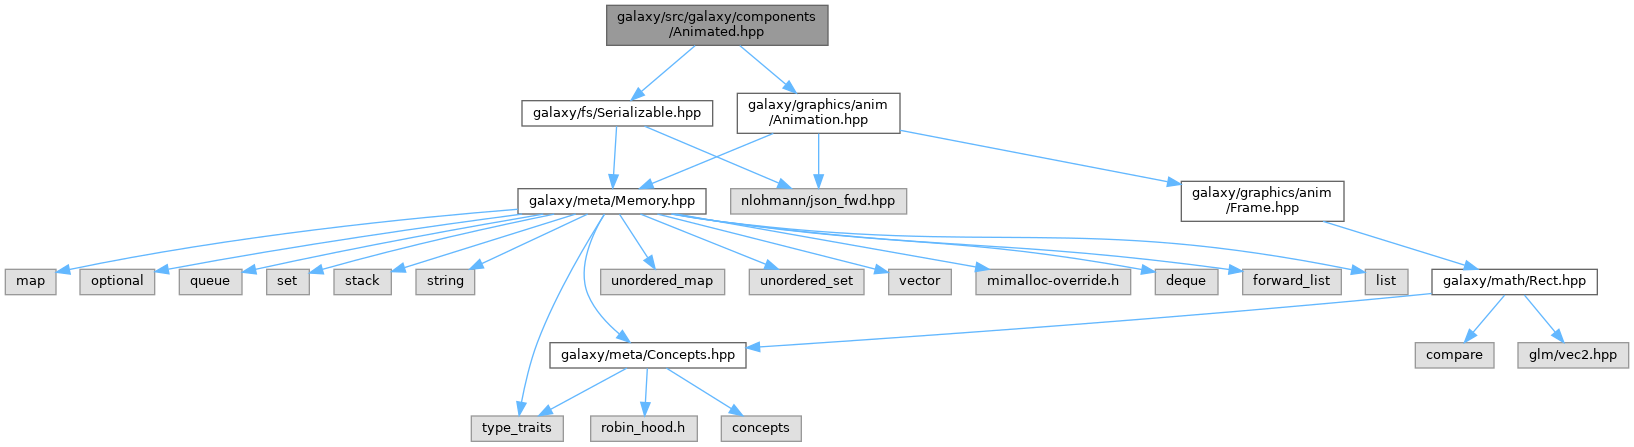 galaxy/src/galaxy/components
/Animated.hpp
galaxy/fs/Serializable.hpp
galaxy/graphics/anim
/Animation.hpp
galaxy/meta/Memory.hpp
nlohmann/json_fwd.hpp
galaxy/graphics/anim
/Frame.hpp
map
optional
queue
set
stack
string
unordered_map
unordered_set
vector
mimalloc-override.h
deque
forward_list
list
galaxy/math/Rect.hpp
galaxy/meta/Concepts.hpp
compare
glm/vec2.hpp
type_traits
robin_hood.h
concepts